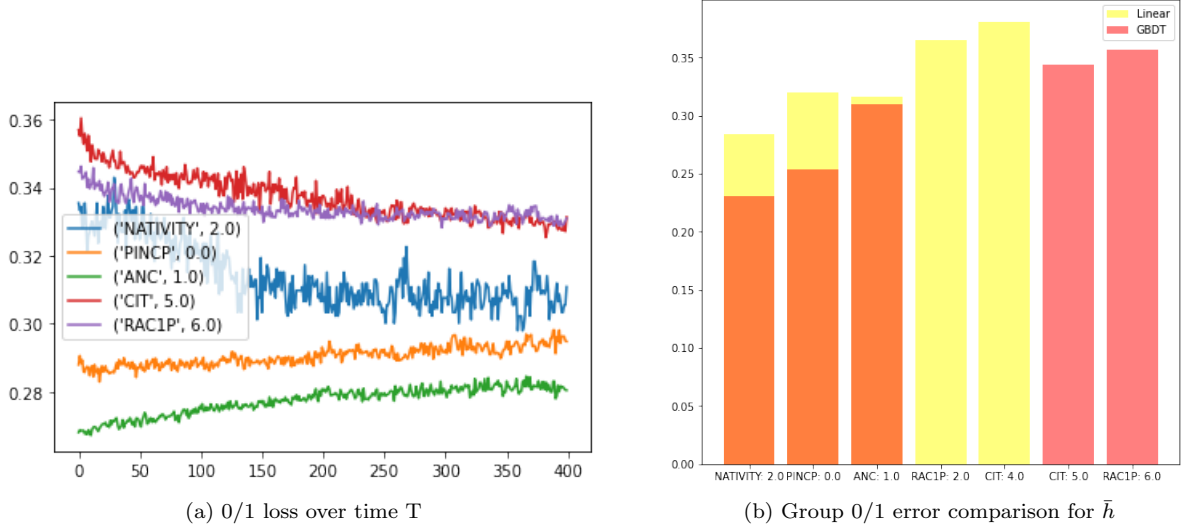 0.36
0.34
0.32
0.30
0.28
('NATIVITY', 2.0)
('PINCP', 0.0)
('ANC', 1.0)
('CIT', 5.0)
('RAC1P', 6.0)
0 50 100 150 200 250 300 350 400
(a) 0/1 loss over time T
Linear
GBDT
0.35
0.30
0.25
0.20
0.15
0.10
0.05
0.00
NATIVITY: 2.0 PINCP: 0.0 ANC: 1.0 RAC1P: 2.0 CIT: 4.0 CIT: 5.0 RAC1P: 6.0
(b) Group 0/1 error comparison for h̄